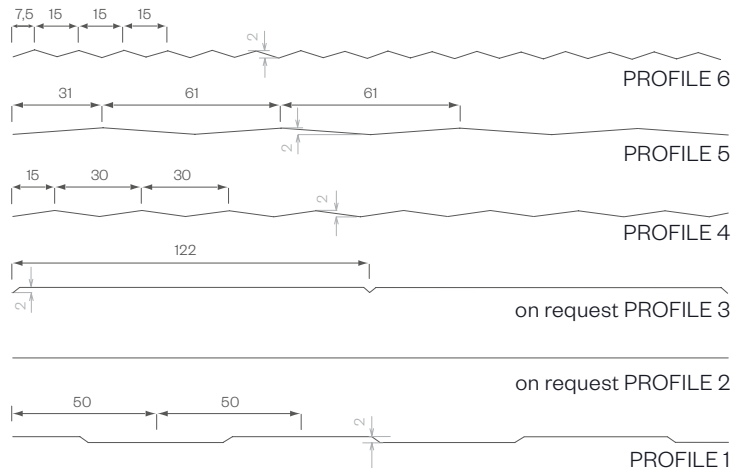 7,5 15 15 15
2
PROFILE 6
31 61 61
2
PROFILE 5
15 30 30
2
PROFILE 4
122
2
on request PROFILE 3
on request PROFILE 2
50 50
2
PROFILE 1